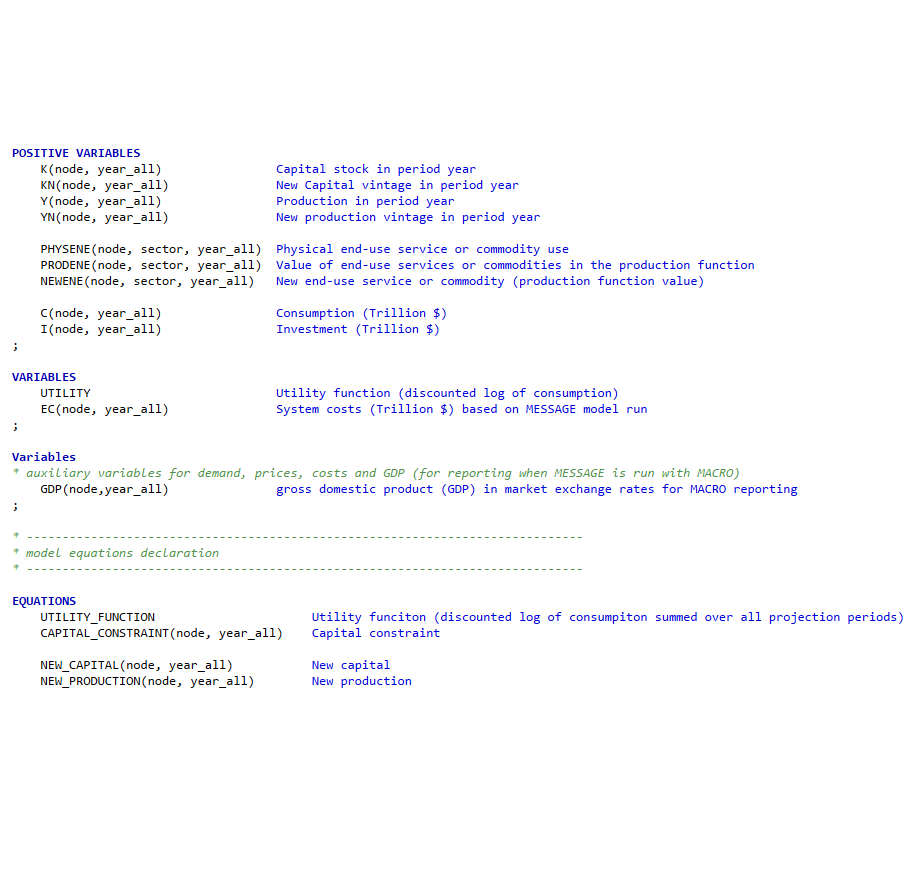 POSITIVE VARIABLES
K(node, year_all) Capital stock in period year
KN(node, year_all) New Capital vintage in period year
Y(node, year_all) Production in period year
YN(node, year_all) New production vintage in period year
PHYSENE(node, sector, year_all) Physical end-use service or commodity use
PRODENE(node, sector, year_all) Value of end-use services or commodities in the production function
NEWENE(node, sector, year_all) New end-use service or commodity (production function value)
C(node, year_all) Consumption (Trillion $)
I(node, year_all) Investment (Trillion $)
;
VARIABLES
UTILITY Utility function (discounted log of consumption)
EC(node, year_all) System costs (Trillion $) based on MESSAGE model run
;
Variables
* auxiliary variables for demand, prices, costs and GDP (for reporting when MESSAGE is run with MACRO)
GDP(node,year_all) gross domestic product (GDP) in market exchange rates for MACRO reporting
;
* ------------------------------------------------------------------------------
* model equations declaration
* ------------------------------------------------------------------------------
EQUATIONS
UTILITY_FUNCTION Utility funciton (discounted log of consumpiton summed over all projection periods)
CAPITAL_CONSTRAINT(node, year_all) Capital constraint
NEW_CAPITAL(node, year_all) New capital
NEW_PRODUCTION(node, year_all) New production